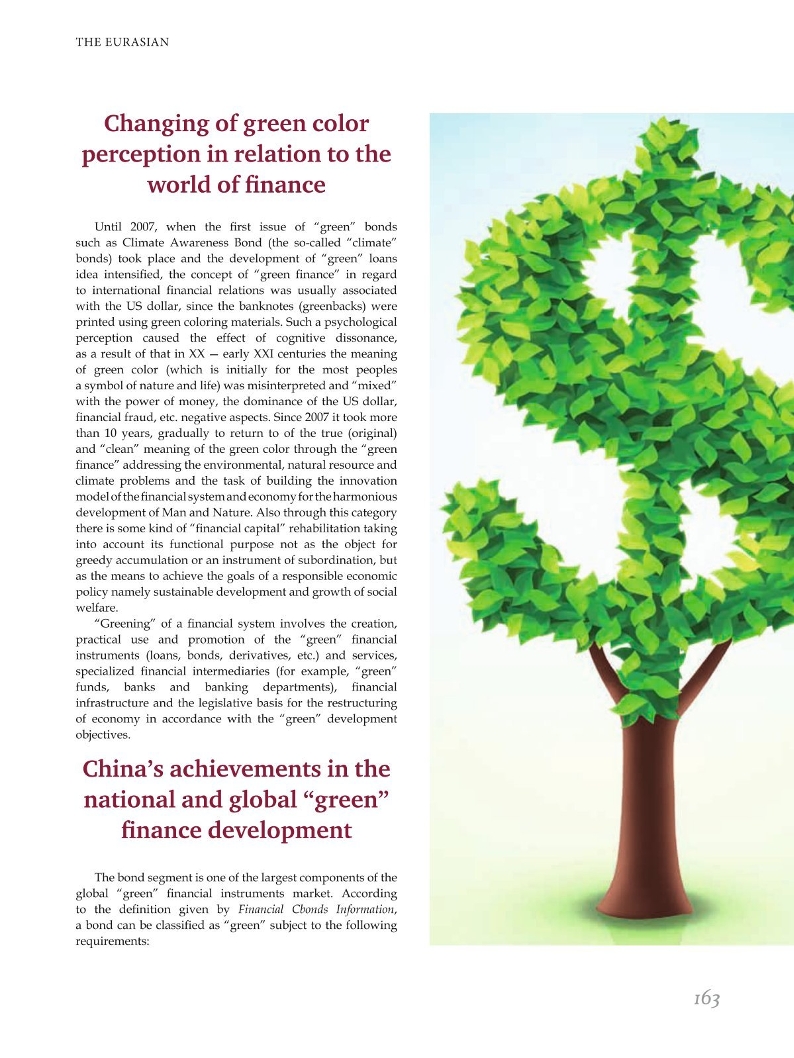 THE EURASIAN
Changing of green color
perception in relation to the
world of finance
Until 2007, when the first issue of “green” bonds
such as Climate Awareness Bond (the so-called “climate”
bonds) took place and the development of “green” loans
idea intensified, the concept of “green finance” in regard
to international financial relations was usually associated
with the US dollar, since the banknotes (greenbacks) were
printed using green coloring materials. Such a psychological
perception caused the effect of cognitive dissonance,
as a result of that in XX — early XXI centuries the meaning
of green color (which is initially for the most peoples
a symbol of nature and life) was misinterpreted and “mixed”
with the power of money, the dominance of the US dollar,
financial fraud, etc. negative aspects. Since 2007 it took more
than 10 years, gradually to return to of the true (original)
and “clean” meaning of the green color through the “green
finance” addressing the environmental, natural resource and
climate problems and the task of building the innovation
model of the financial system and economy for the harmonious
development of Man and Nature. Also through this category
there is some kind of “financial capital” rehabilitation taking
into account its functional purpose not as the object for
greedy accumulation or an instrument of subordination, but
as the means to achieve the goals of a responsible economic
policy namely sustainable development and growth of social
welfare.
“Greening” of a financial system involves the creation,
practical use and promotion of the “green” financial
instruments (loans, bonds, derivatives, etc.) and services,
specialized financial intermediaries (for example, “green”
funds, banks and banking departments), financial
infrastructure and the legislative basis for the restructuring
of economy in accordance with the “green” development
objectives.
China’s achievements in the
national and global “green”
finance development
The bond segment is one of the largest components of the
global “green” financial instruments market. According
to the definition given by Financial Cbonds Information,
a bond can be classified as “green” subject to the following
requirements:
163